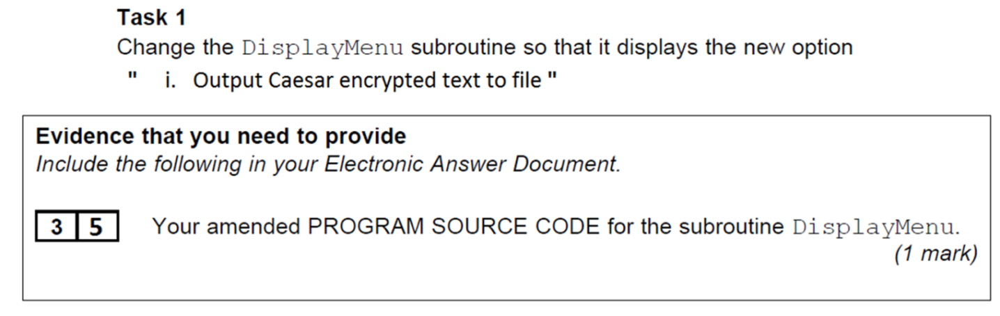 Task 1
Change the DisplayMenu subroutine so that it displays the new option
" i. Output Caesar encrypted text to file "
Evidence that you need to provide
Include the following in your Electronic Answer Document.
3 5 Your amended PROGRAM SOURCE CODE for the subroutine DisplayMenu.
(1 mark)